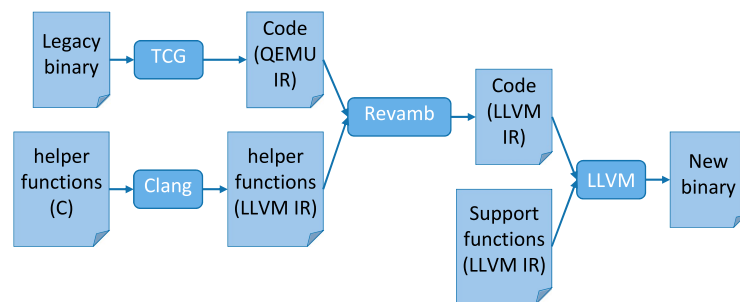 Legacy
binary
TCG
Code
(QEMU
IR)
Revamb
Code
(LLVM
IR)
helper
functions
(C)
Clang
helper
functions
(LLVM IR)
LLVM
New
binary
Support
functions
(LLVM IR)